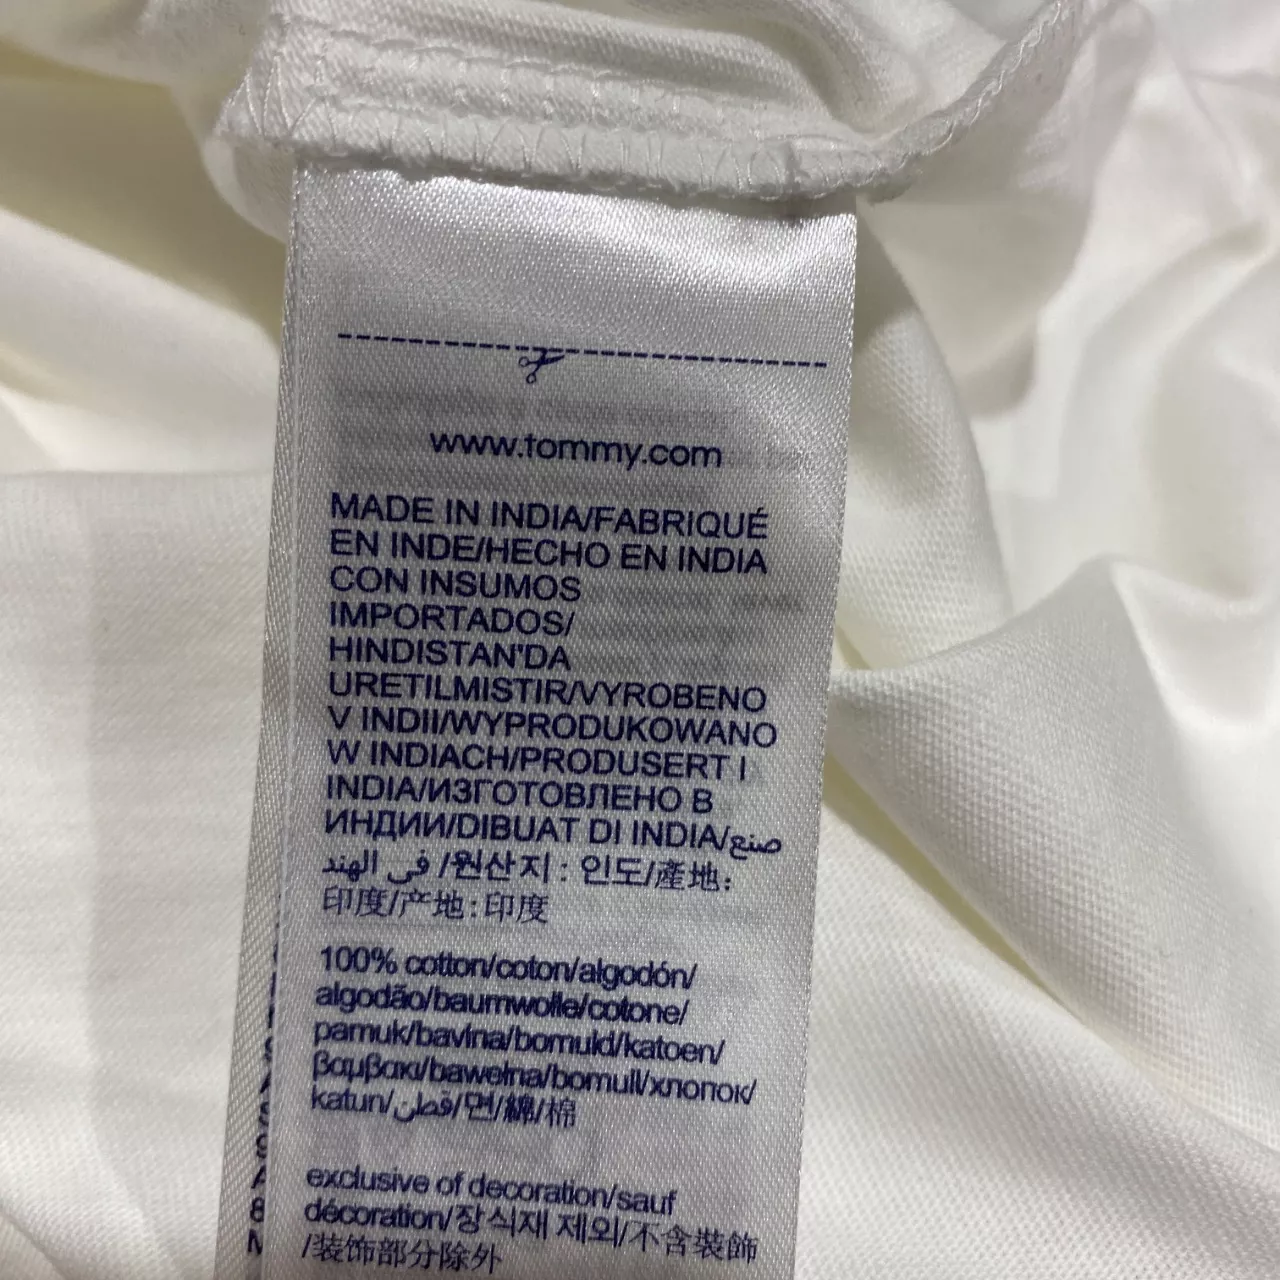 www.tommy.com
MADE IN INDIA/FABRIQUÉ
EN INDE/HECHO EN INDIA
CON INSUMOS
IMPORTADOS/
HINDISTAN'DA
URETILMISTIR/VYROBENO
V INDII/WYPRODUKOWANO
W INDIACH/PRODUSERT I
INDIA/ИЗГОТОВЛЕНО В
ИНДИИ/DIBUAT DI INDIA/صنع
في الهند /원산지 : 인도/產地:
印度/产地:印度
100% cotton/coton/algodón/
algodão/baumwolle/cotone/
pamuk/bavlna/bomuld/katoen/
βαμβακι/bawełna/bomull/хлопок/
katun/قطن/면/綿/棉
exclusive of decoration/sauf
décoration/장식재 제외/不含裝飾
/装饰部分除外